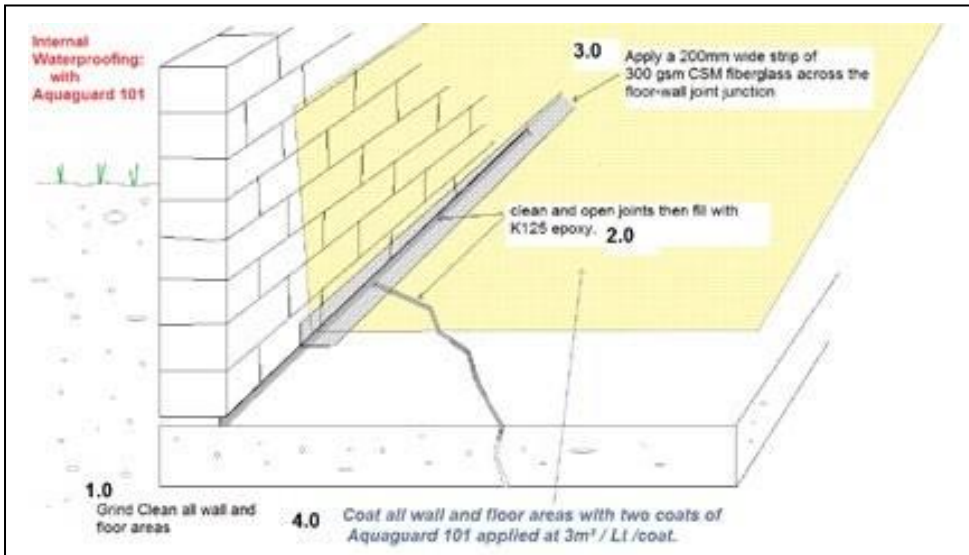 Internal
Waterproofing:
with
Aquaguard 101
3.0 Apply a 200mm wide strip of
300 gsm CSM fiberglass across the
floor-wall joint junction
clean and open joints then fill with
K125 epoxy. 2.0
1.0
Grind Clean all wall and
floor areas
4.0 Coat all wall and floor areas with two coats of
Aquaguard 101 applied at 3m² / Lt /coat.